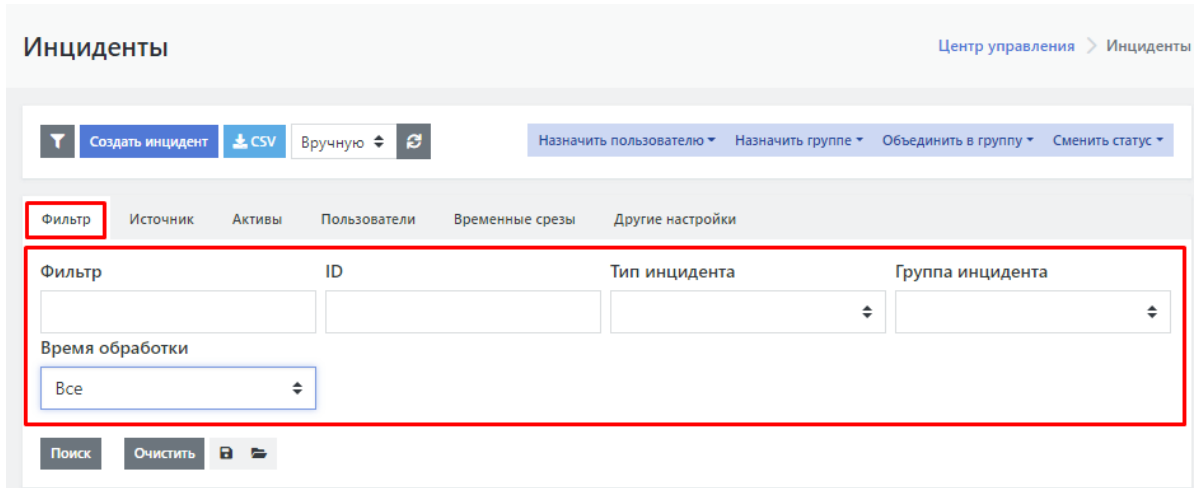 Инциденты
Центр управления > Инциденты
Создать инцидент CSV Вручную Назначить пользователю Назначить группе Объединить в группу Сменить статус
Фильтр Источник Активы Пользователи Временные срезы Другие настройки
Фильтр ID Тип инцидента Группа инцидента
Время обработки
Все
Поиск Очистить